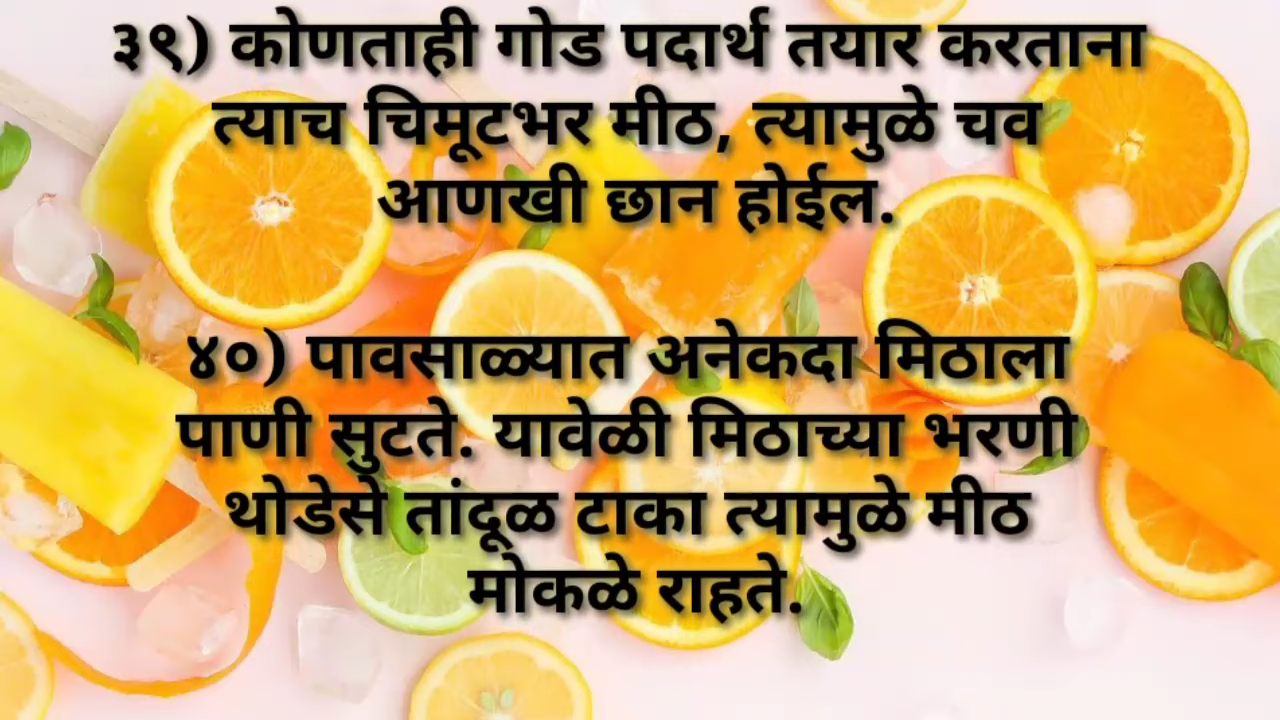 ३९) कोणताही गोड पदार्थ तयार करताना
त्याच चिमूटभर मीठ, त्यामुळे चव
आणखी छान होईल.
४०) पावसाळ्यात अनेकदा मिठाला
पाणी सुटते. यावेळी मिठाच्या भरणी
थोडेसे तांदूळ टाका त्यामुळे मीठ
मोकळे राहते.